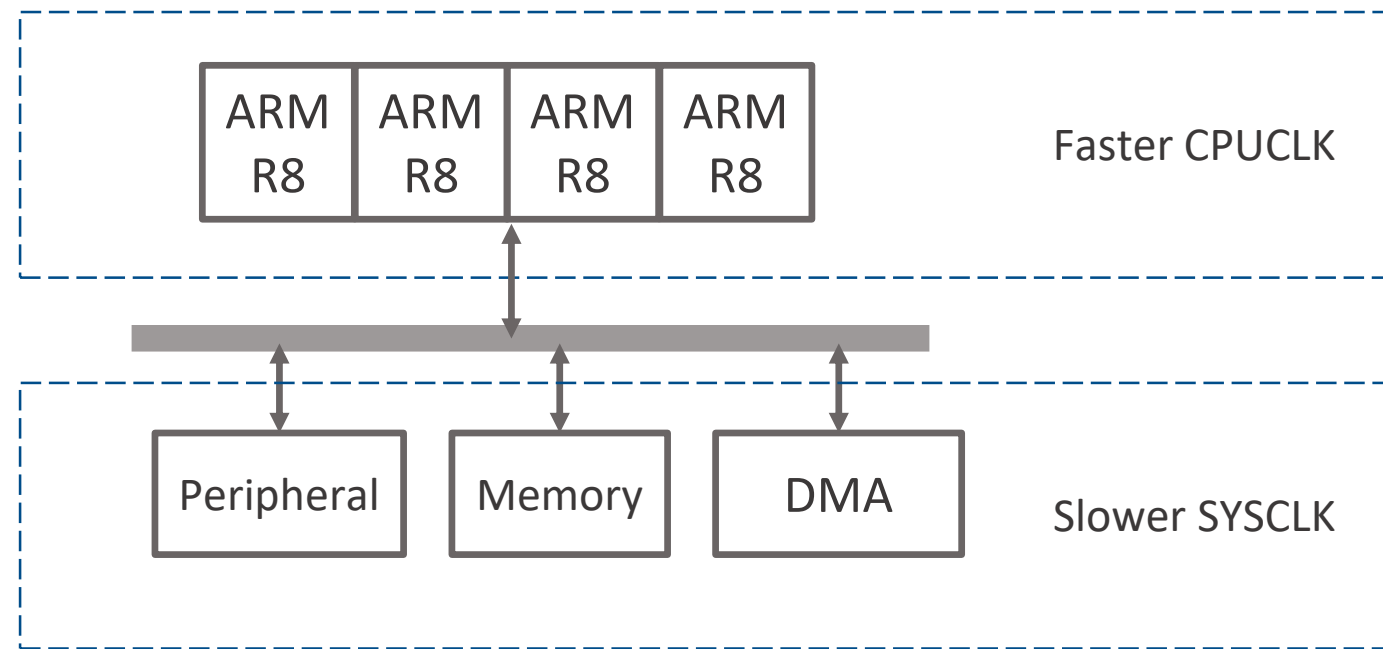 ARM ARM ARM ARM
R8 R8 R8 R8
Faster CPUCLK
Peripheral Memory DMA
Slower SYSCLK